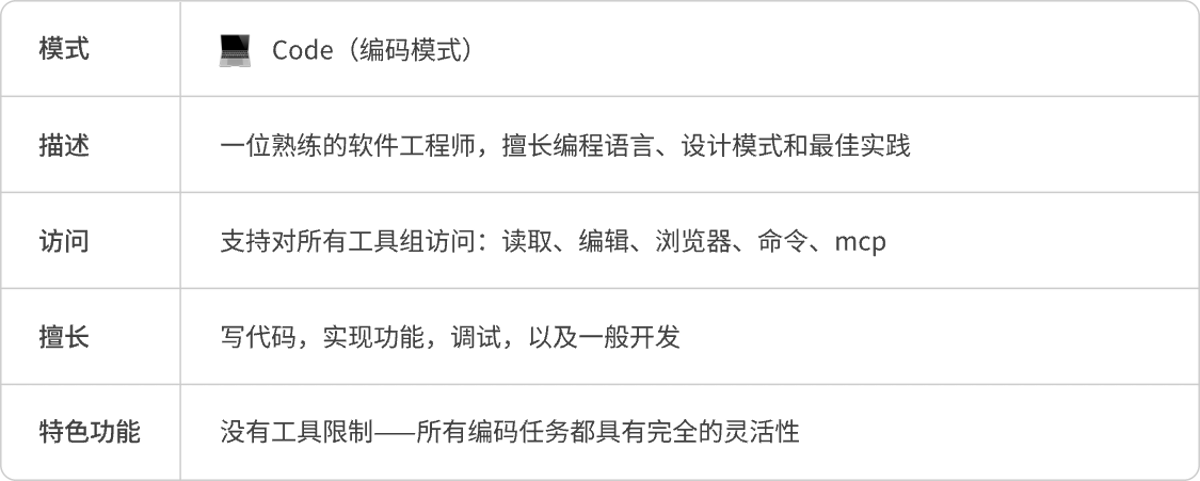 模式 Code（编码模式）
描述 一位熟练的软件工程师，擅长编程语言、设计模式和最佳实践
访问 支持对所有工具组访问：读取、编辑、浏览器、命令、mcp
擅长 写代码，实现功能，调试，以及一般开发
特色功能 没有工具限制——所有编码任务都具有完全的灵活性